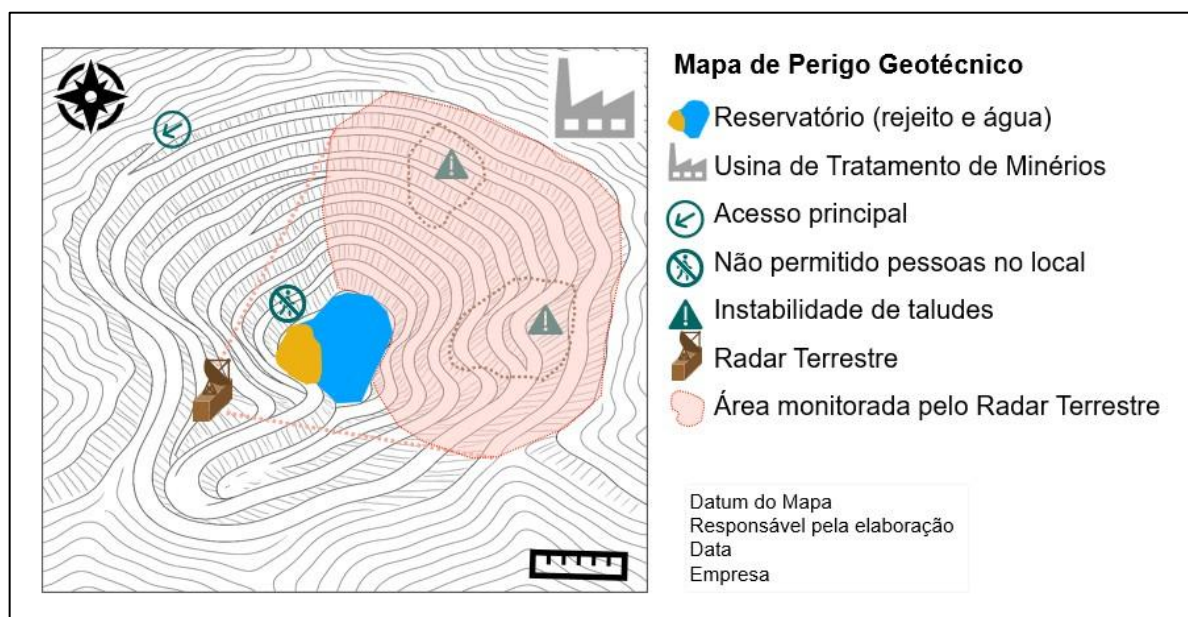 Mapa de Perigo Geotécnico
Reservatório (rejeito e água)
Usina de Tratamento de Minérios
Acesso principal
Não permitido pessoas no local
Instabilidade de taludes
Radar Terrestre
Área monitorada pelo Radar Terrestre
Datum do Mapa
Responsável pela elaboração
Data
Empresa